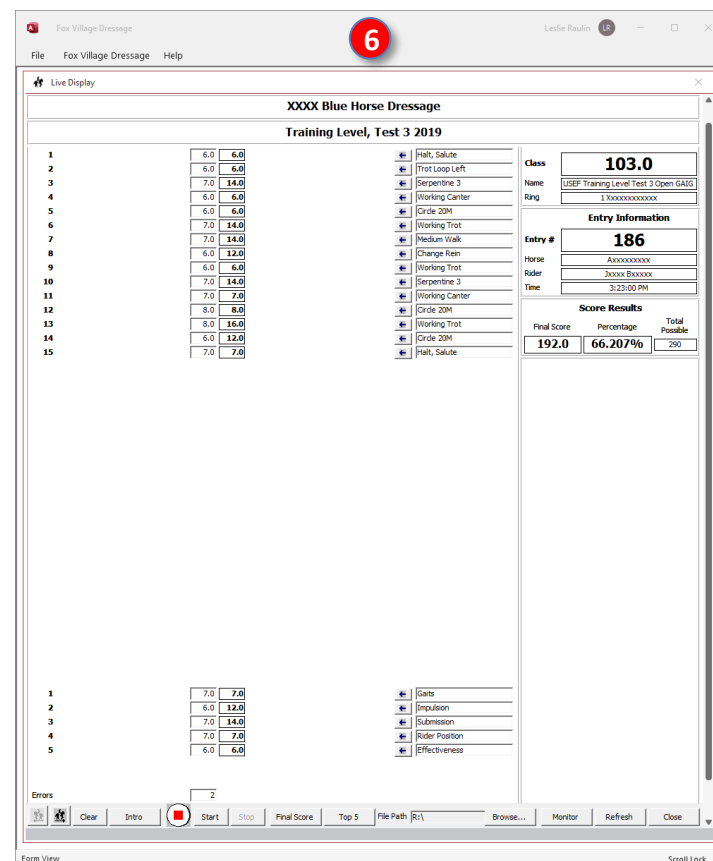 Fox Village Dressage Leslie Raulin LR
6
File Fox Village Dressage Help
Live Display
XXXX Blue Horse Dressage
Training Level, Test 3 2019
1 6.0 6.0 Halt, Salute
2 6.0 6.0 Trot Loop Left
3 7.0 14.0 Serpentine 3
4 6.0 6.0 Working Canter
5 6.0 6.0 Circle 20M
6 7.0 14.0 Working Trot
7 7.0 14.0 Medium Walk
8 6.0 12.0 Change Rein
9 6.0 6.0 Working Trot
10 7.0 14.0 Serpentine 3
11 7.0 7.0 Working Canter
12 8.0 8.0 Circle 20M
13 8.0 16.0 Working Trot
14 6.0 12.0 Circle 20M
15 7.0 7.0 Halt, Salute
Class 103.0
Name USEF Training Level Test 3 Open GAIG
Ring 1 Xxxxxxxxxxx
Entry Information
Entry # 186
Horse Axxxxxxxxx
Rider Jxxxx Bxxxxx
Time 3:23:00 PM
Score Results
Final Score Percentage Total Possible
192.0 66.207% 290
1 7.0 7.0 Gaits
2 6.0 12.0 Impulsion
3 7.0 14.0 Submission
4 7.0 7.0 Rider Position
5 6.0 6.0 Effectiveness
Errors 2
Clear Intro Start Stop Final Score Top 5 File Path R:\ Browse... Monitor Refresh Close
Form View Scroll Lock